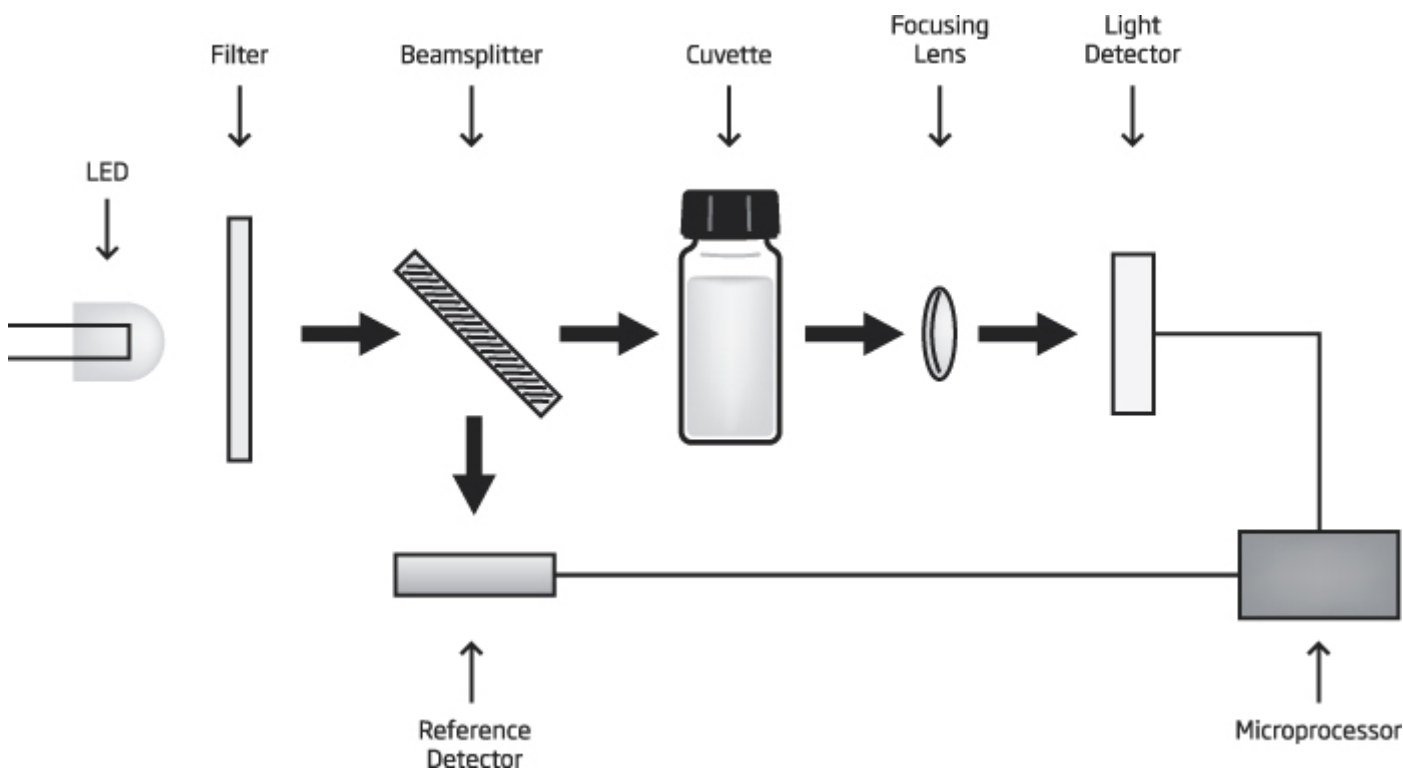 Filter
Beamsplitter
Cuvette
Focusing
Lens
Light
Detector
LED
Reference
Detector
Microprocessor